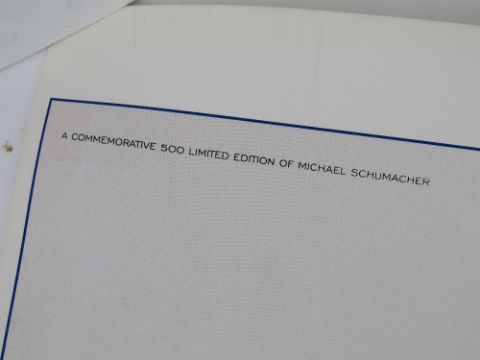 A COMMEMORATIVE 500 LIMITED EDITION OF MICHAEL SCHUMACHER